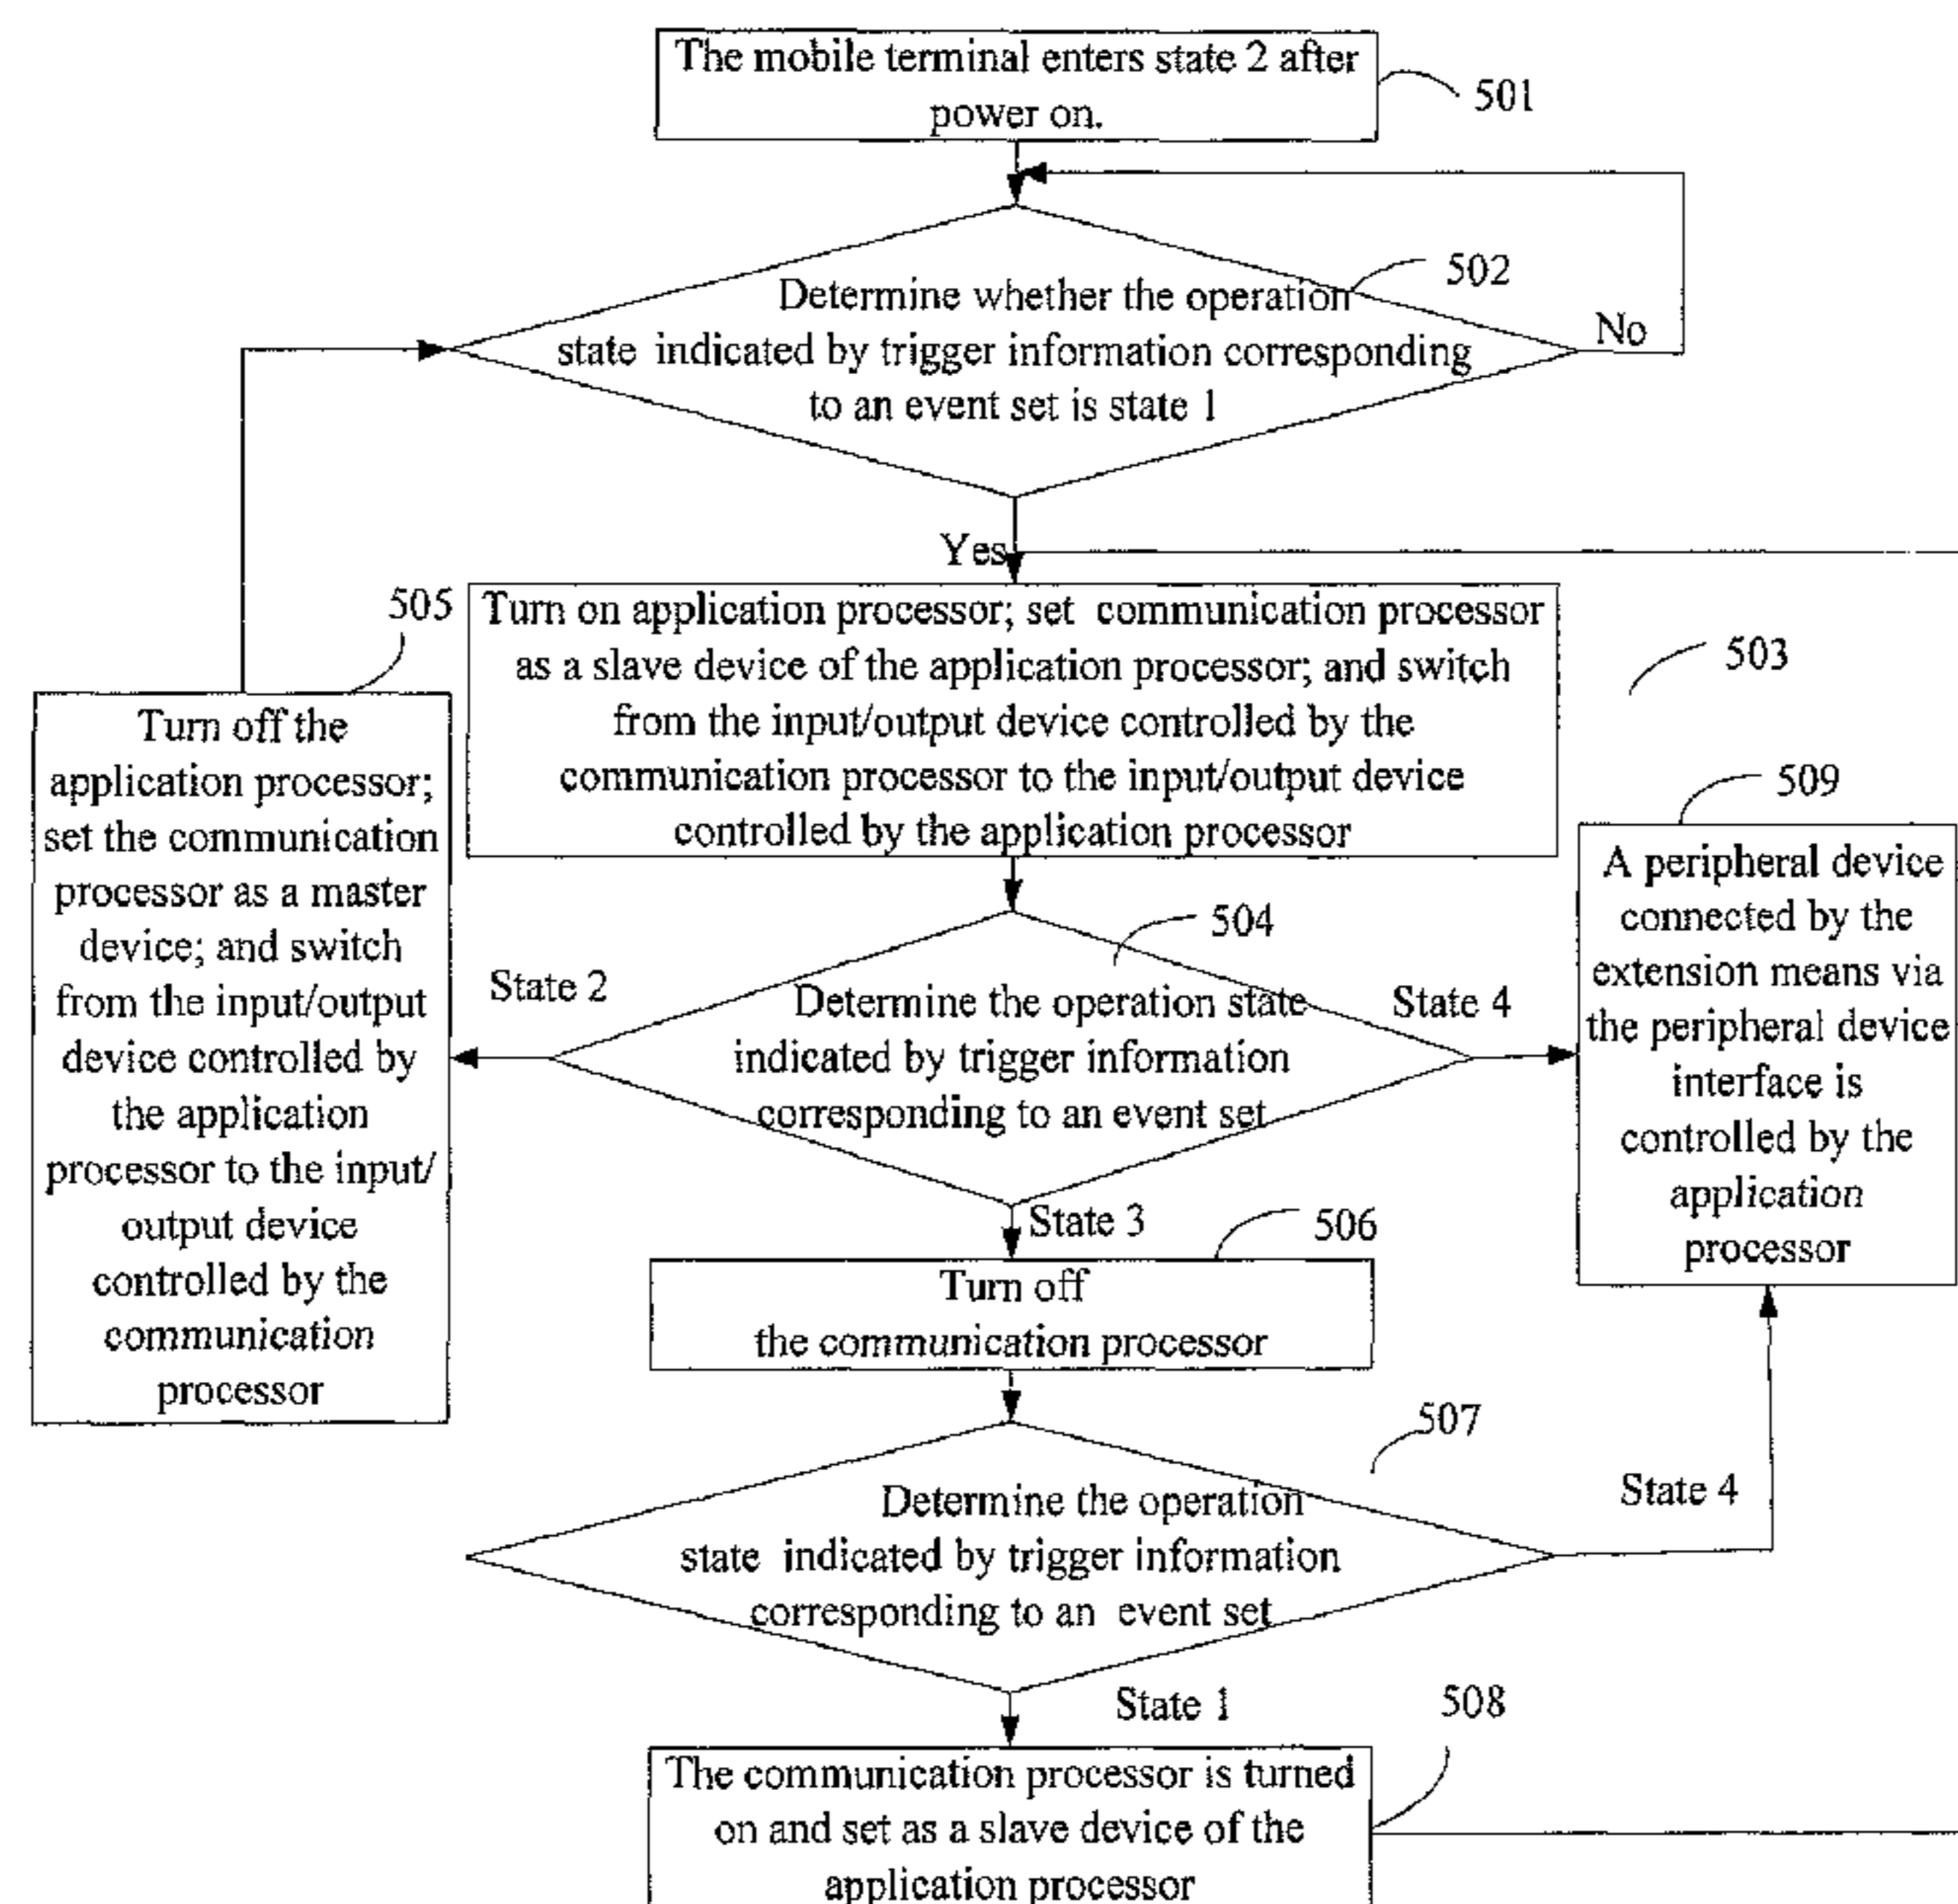 The mobile terminal enters state 2 after
power on.
501
502
Determine whether the operation
state indicated by trigger information corresponding
to an event set is state 1
No
Yes
505
Turn on application processor; set communication processor
as a slave device of the application processor; and switch
from the input/output device controlled by the
communication processor to the input/output device
controlled by the application processor
503
Turn off the
application processor;
set the communication
processor as a master
device; and switch
from the input/output
device controlled by
the application
processor to the input/
output device
controlled by the
communication
processor
509
A peripheral device
connected by the
extension means via
the peripheral device
interface is
controlled by the
application
processor
504
State 2
Determine the operation state
indicated by trigger information
corresponding to an event set
State 4
State 3
506
Turn off
the communication processor
507
Determine the operation
state indicated by trigger information
corresponding to an event set
State 4
State 1
508
The communication processor is turned
on and set as a slave device of the
application processor